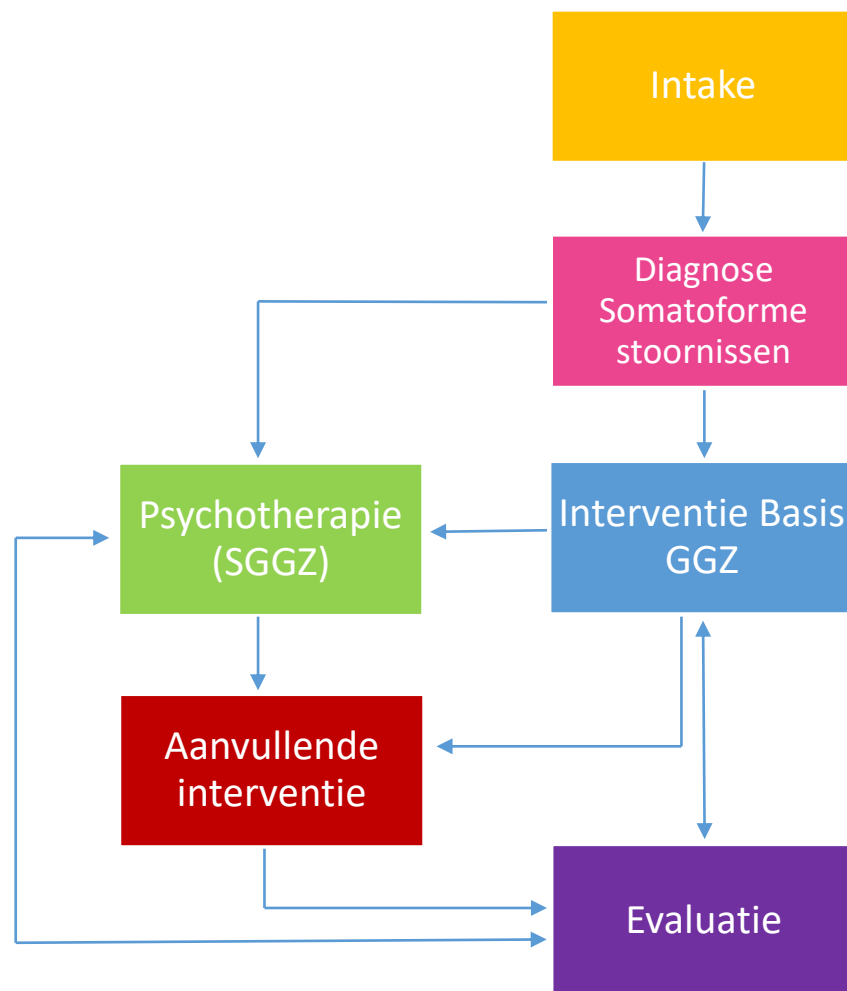 Intake
Diagnose
Somatoforme
stoornissen
Psychotherapie
(SGGZ)
Interventie Basis
GGZ
Aanvullende
interventie
Evaluatie